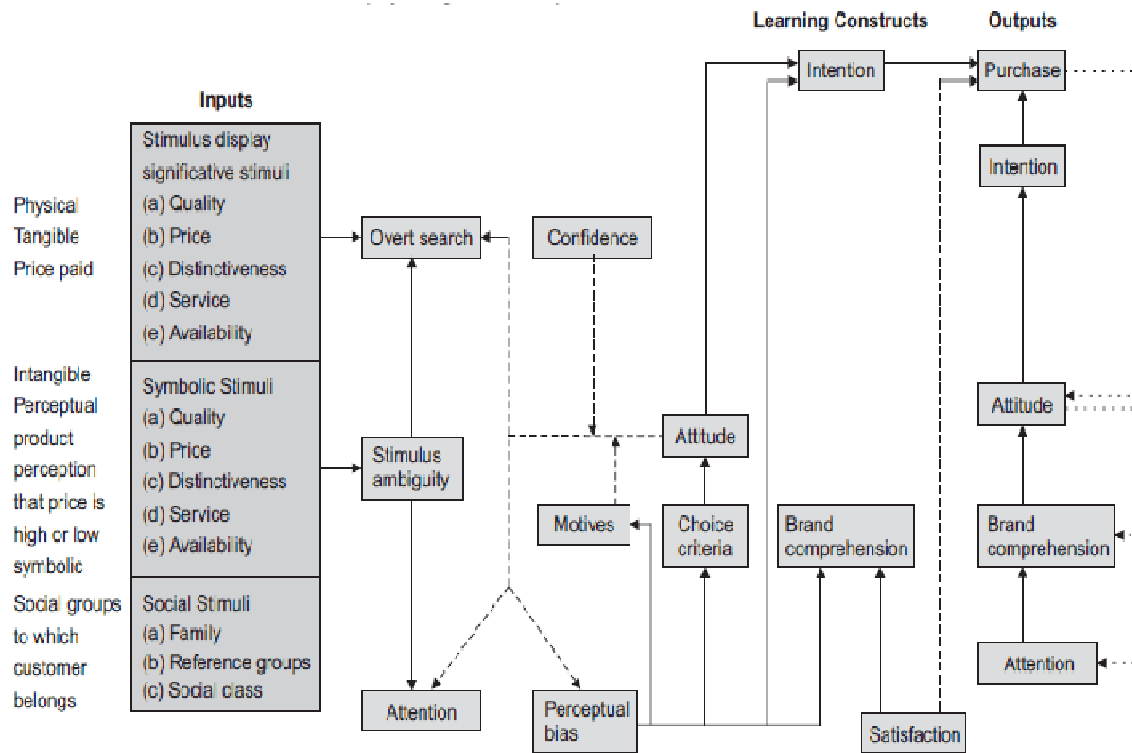 Learning Constructs
Outputs
Inputs
Physical
Tangible
Price paid
Intangible
Perceptual
product
perception
that price is
high or low
symbolic
Social groups
to which
customer
belongs
Stimulus display
significative stimuli
(a) Quality
(b) Price
(c) Distinctiveness
(d) Service
(e) Availability
Symbolic Stimuli
(a) Quality
(b) Price
(c) Distinctiveness
(d) Service
(e) Availability
Social Stimuli
(a) Family
(b) Reference groups
(c) Social class
Overt search
Stimulus
ambiguity
Attention
Confidence
Motives
Perceptual
bias
Attitude
Choice
criteria
Intention
Brand
comprehension
Satisfaction
Purchase
Intention
Attitude
Brand
comprehension
Attention